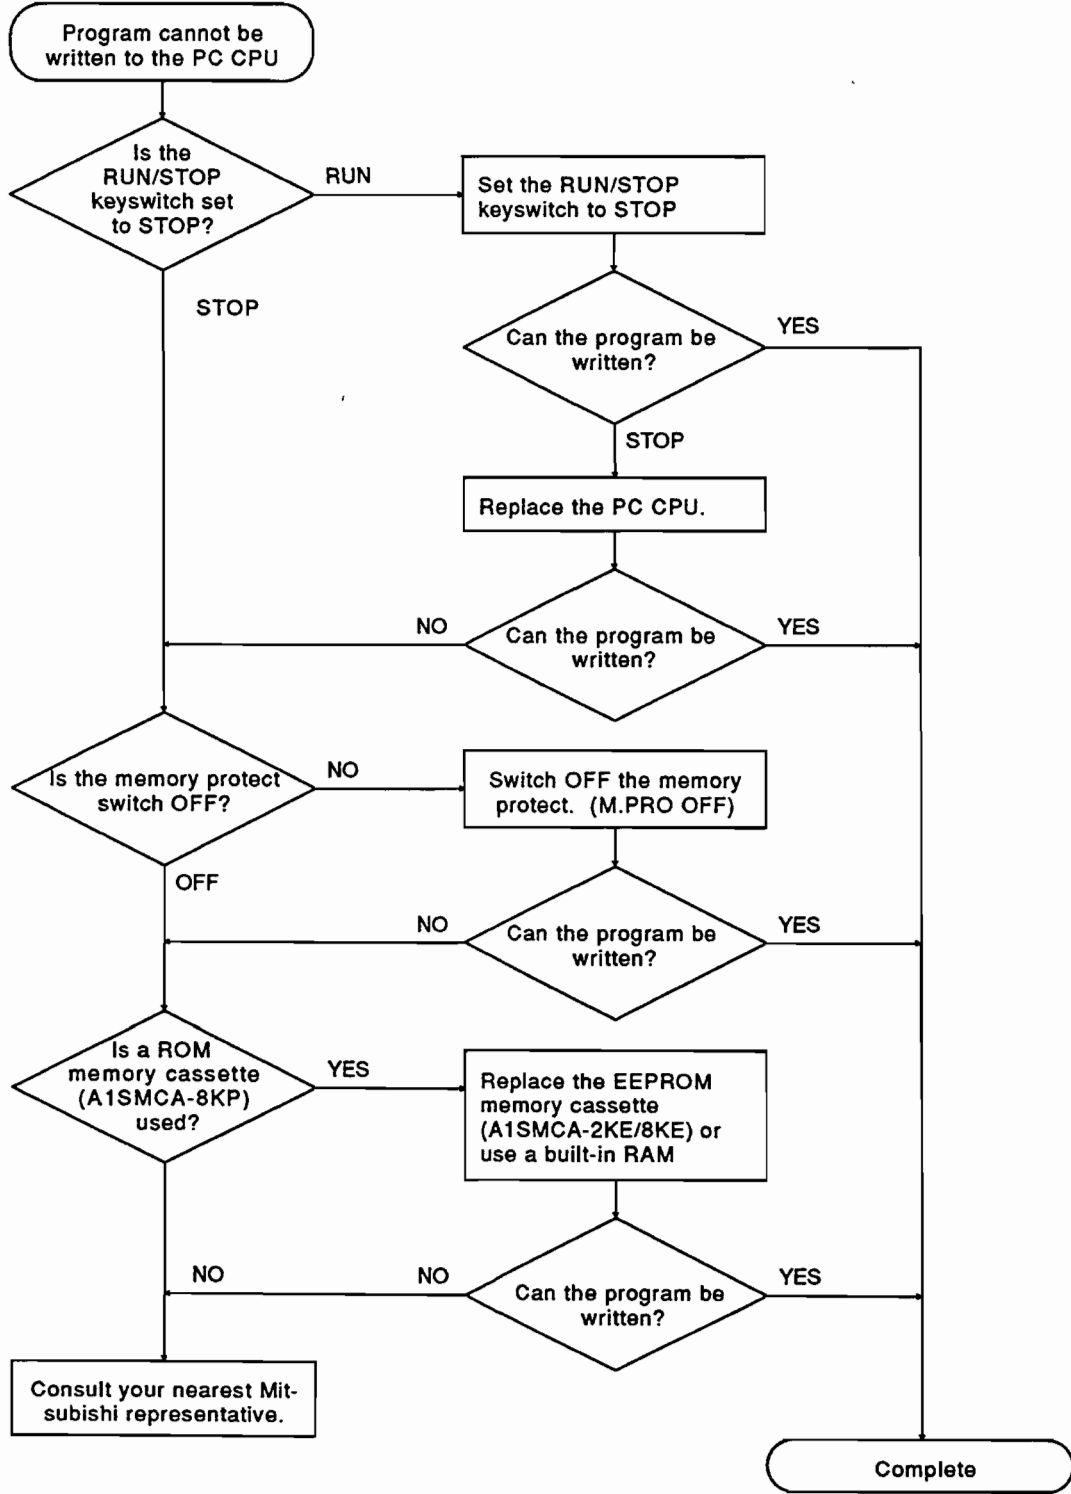 Program cannot be
written to the PC CPU
Is the
RUN/STOP
keyswitch set
to STOP?
RUN
Set the RUN/STOP
keyswitch to STOP
STOP
Can the program be
written?
YES
STOP
Replace the PC CPU.
Can the program be
written?
NO
YES
Is the memory protect
switch OFF?
NO
Switch OFF the memory
protect. (M.PRO OFF)
OFF
Can the program be
written?
NO
YES
Is a ROM
memory cassette
(A1SMCA-8KP)
used?
YES
Replace the EEPROM
memory cassette
(A1SMCA-2KE/8KE) or
use a built-in RAM
NO
NO
Can the program be
written?
YES
Consult your nearest Mit-
subishi representative.
Complete